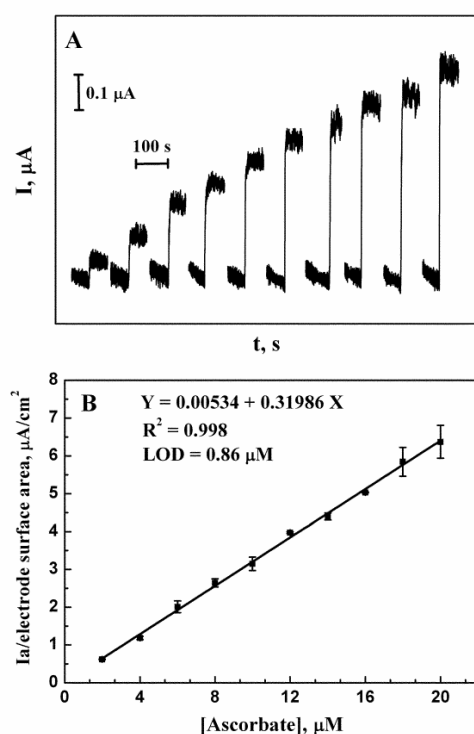 A
0.1 μA
100 s
I, μA
t, s
B
Y = 0.00534 + 0.31986 X
R² = 0.998
LOD = 0.86 μM
Ia/electrode surface area, μA/cm²
8
7
6
5
4
3
2
1
0
0 4 8 12 16 20
[Ascorbate], μM